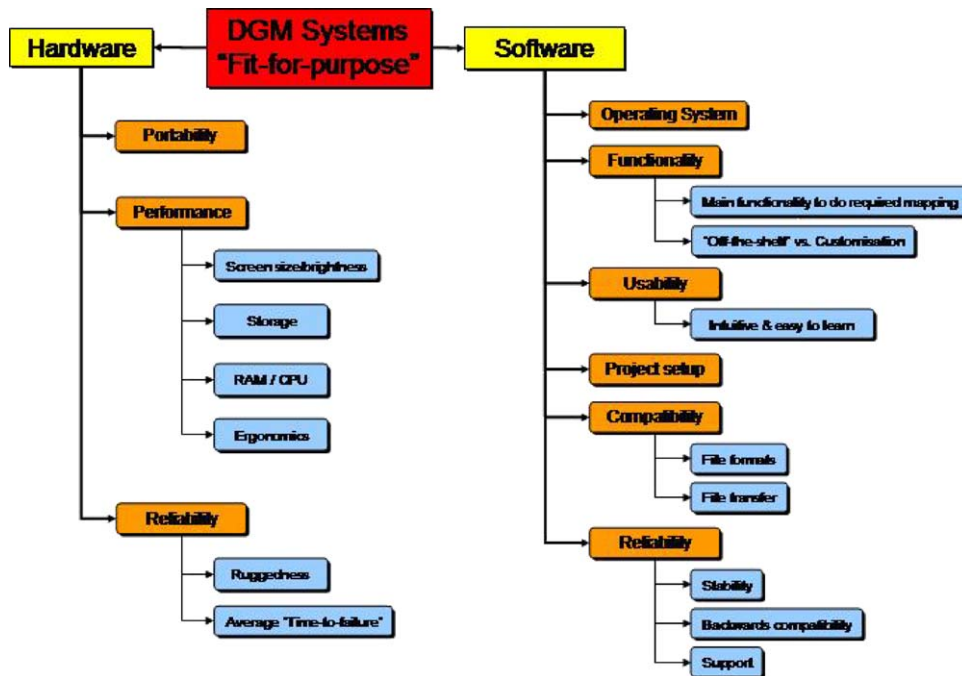 DGM Systems
"Fit-for-purpose"
Hardware
Portability
Performance
Screen size/brightness
Storage
RAM / CPU
Ergonomics
Reliability
Ruggedness
Average "Time-to-failure"
Software
Operating System
Functionality
Main functionality to do required mapping
"Off-the-shelf" vs. Customisation
Usability
Intuitive & easy to learn
Project setup
Compatibility
File formats
File transfer
Reliability
Stability
Backwards compatibility
Support